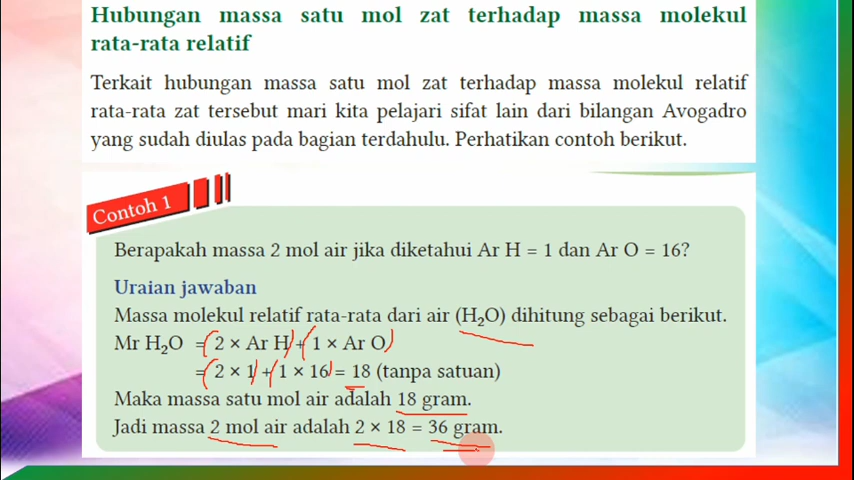 Hubungan massa satu mol zat terhadap massa molekul
rata-rata relatif
Terkait hubungan massa satu mol zat terhadap massa molekul relatif
rata-rata zat tersebut mari kita pelajari sifat lain dari bilangan Avogadro
yang sudah diulas pada bagian terdahulu. Perhatikan contoh berikut.
Contoh 1
Berapakah massa 2 mol air jika diketahui Ar H = 1 dan Ar O = 16?
Uraian jawaban
Massa molekul relatif rata-rata dari air (H₂O) dihitung sebagai berikut.
Mr H₂O = (2 × Ar H) + (1 × Ar O)
= (2 × 1) + (1 × 16) = 18 (tanpa satuan)
Maka massa satu mol air adalah 18 gram.
Jadi massa 2 mol air adalah 2 × 18 = 36 gram.